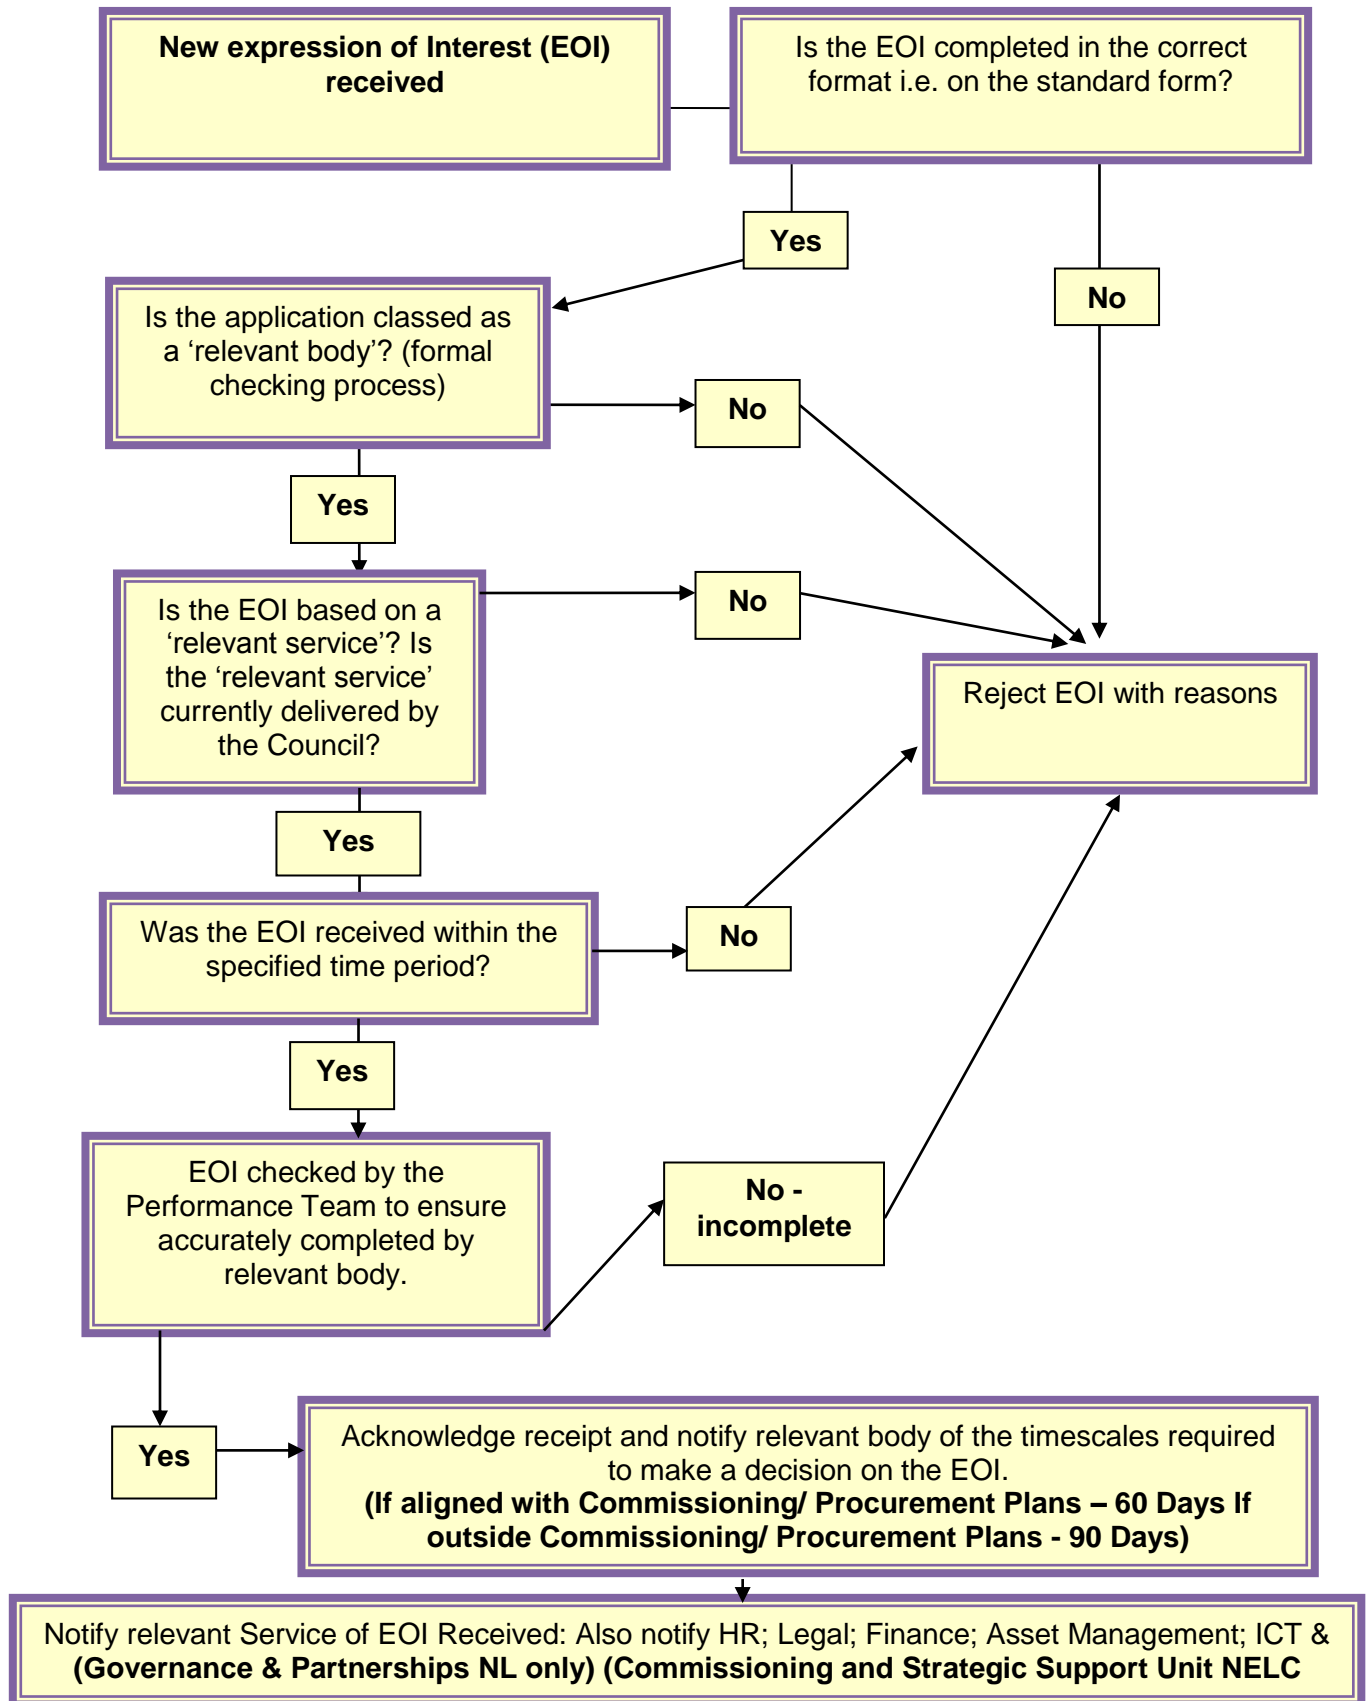 New expression of Interest (EOI)
received
Is the EOI completed in the correct
format i.e. on the standard form?
Yes
No
Is the application classed as
a ‘relevant body’? (formal
checking process)
No
Yes
Is the EOI based on a
‘relevant service’? Is
the ‘relevant service’
currently delivered by
the Council?
No
Reject EOI with reasons
Yes
Was the EOI received within the
specified time period?
No
Yes
EOI checked by the
Performance Team to ensure
accurately completed by
relevant body.
No -
incomplete
Yes
Acknowledge receipt and notify relevant body of the timescales required
to make a decision on the EOI.
(If aligned with Commissioning/ Procurement Plans – 60 Days If
outside Commissioning/ Procurement Plans - 90 Days)
Notify relevant Service of EOI Received: Also notify HR; Legal; Finance; Asset Management; ICT &
(Governance & Partnerships NL only) (Commissioning and Strategic Support Unit NELC